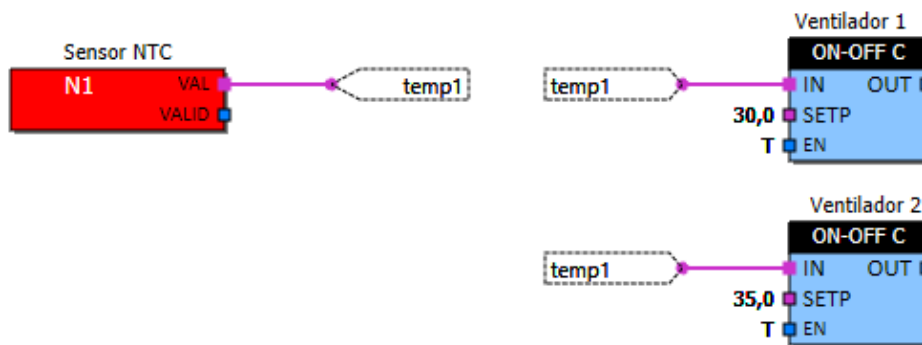 Sensor NTC
N1 VAL
VALID
temp1
temp1
Ventilador 1
ON-OFF C
IN OUT
30,0 SETP
T EN
temp1
Ventilador 2
ON-OFF C
IN OUT
35,0 SETP
T EN